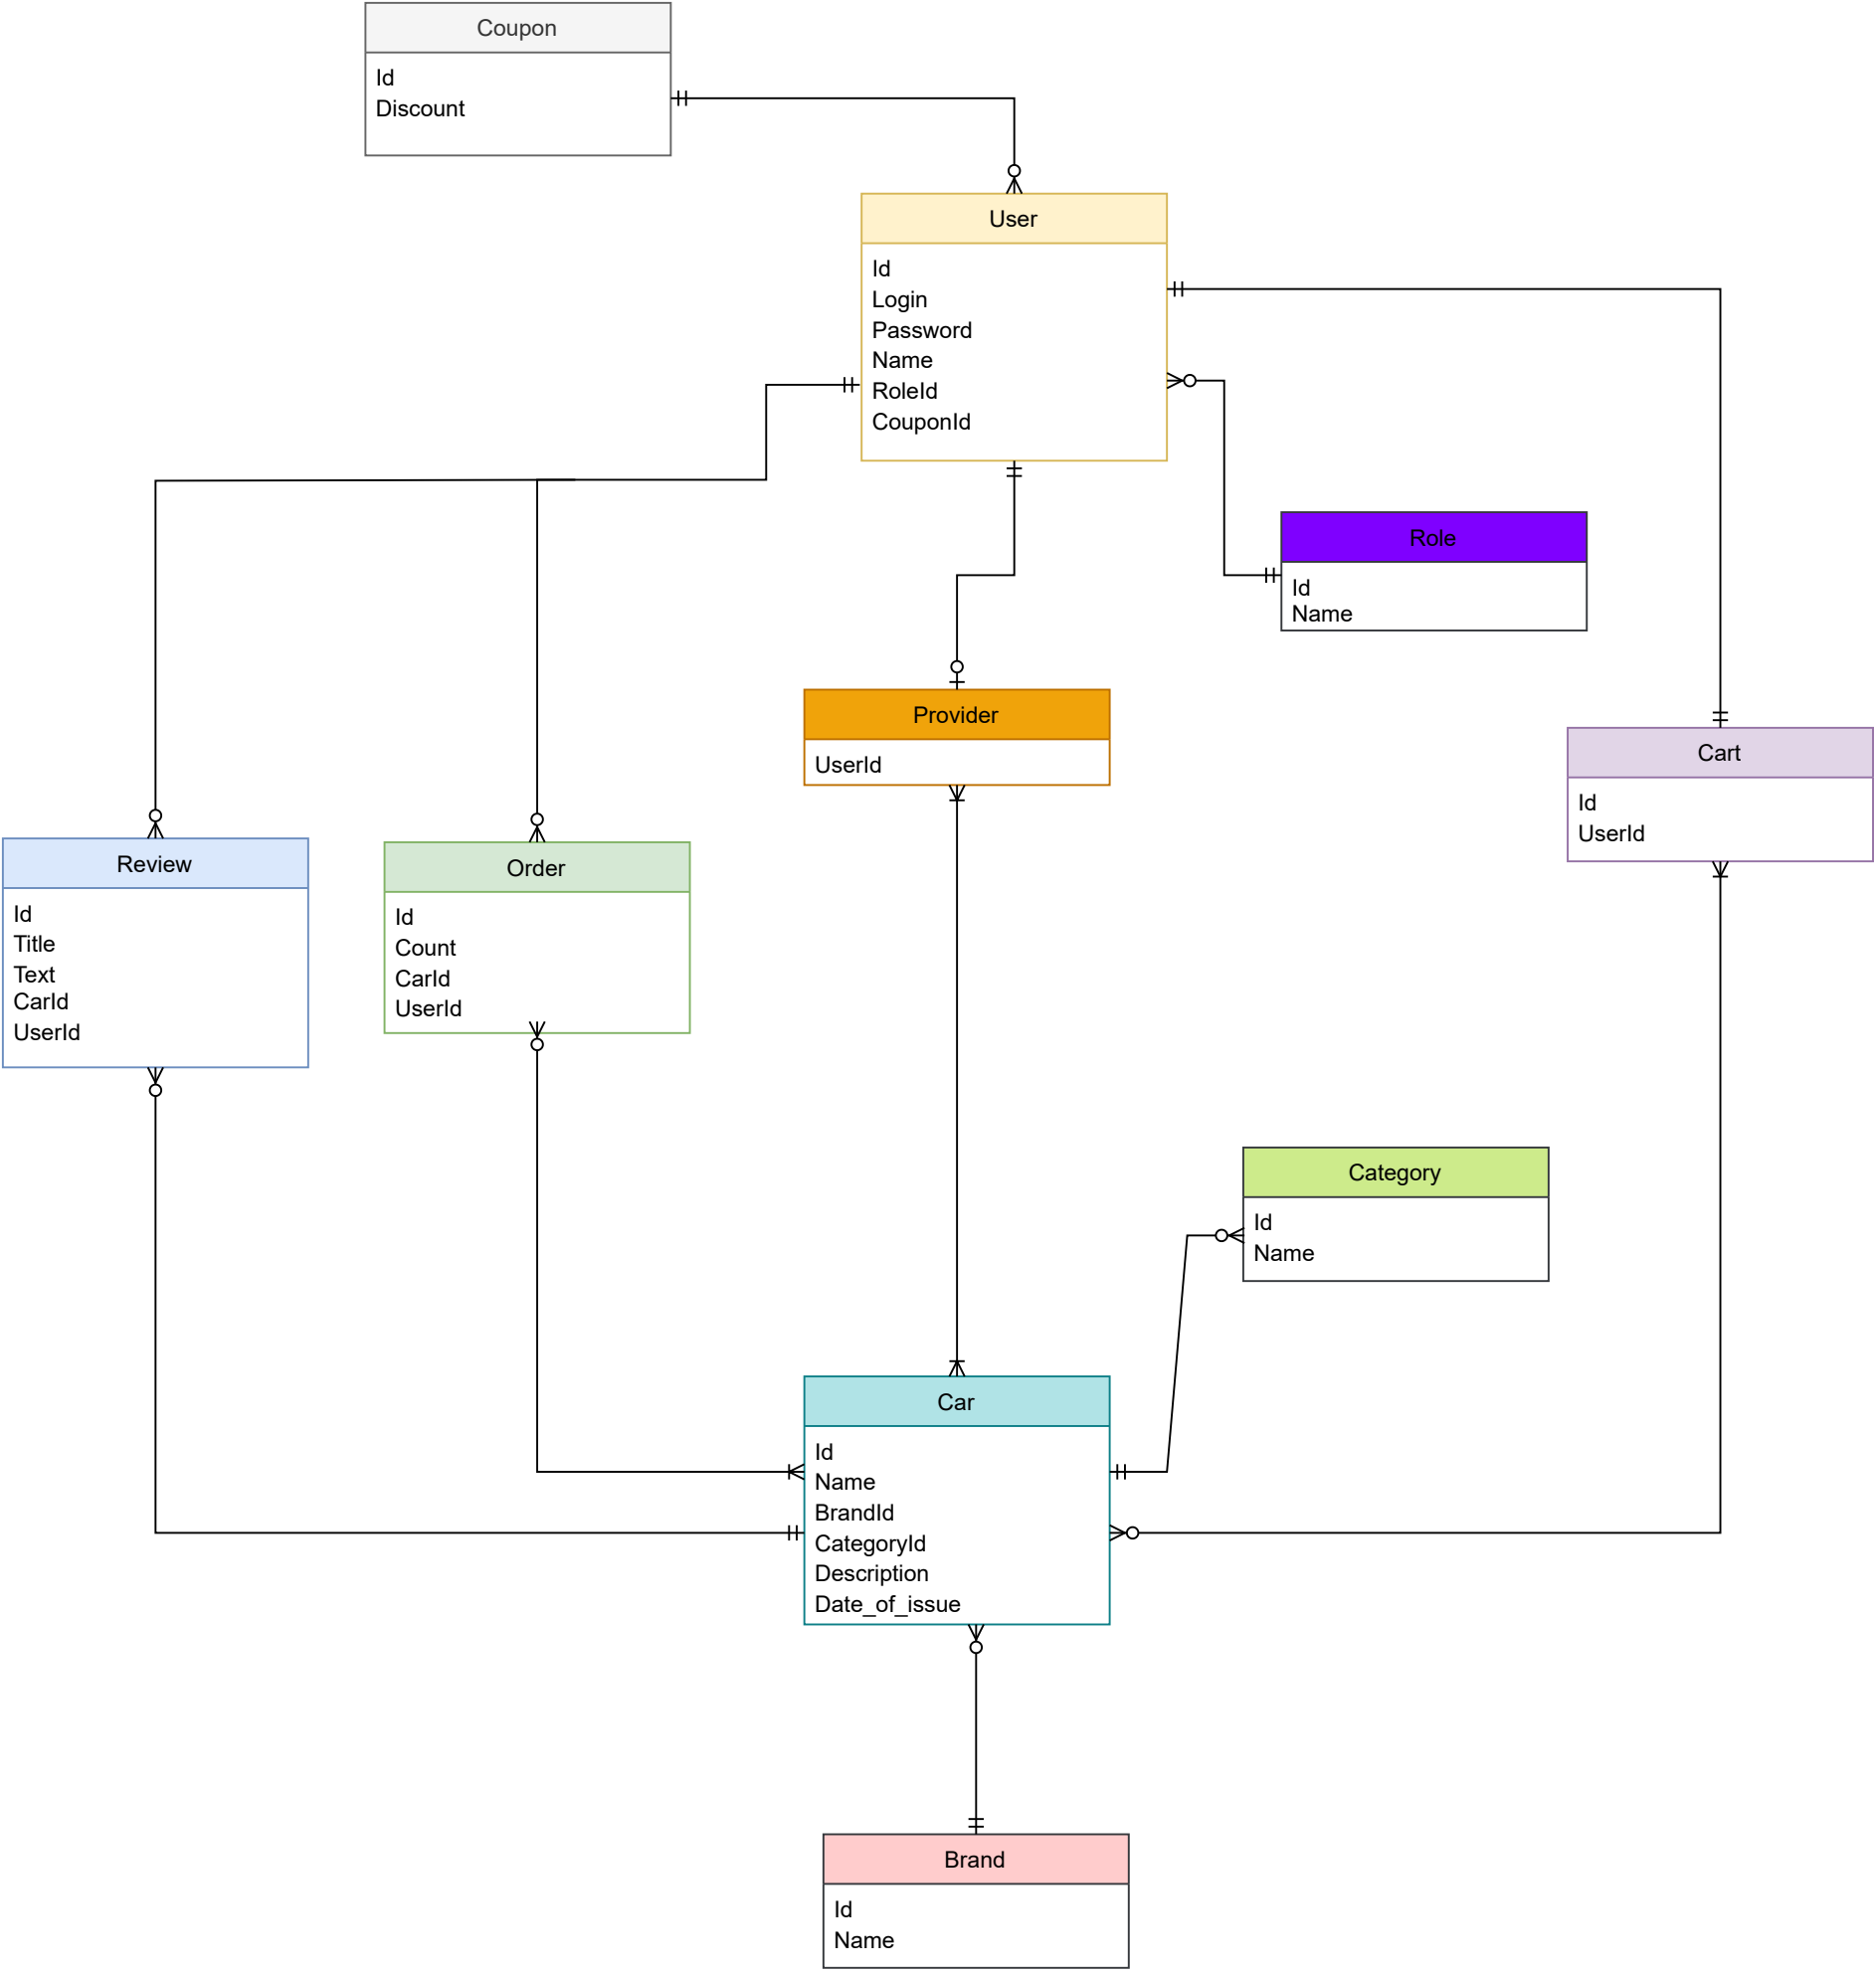 Coupon
Id
Discount
User
Id
Login
Password
Name
RoleId
CouponId
Role
Id
Name
Provider
UserId
Cart
Id
UserId
Review
Id
Title
Text
CarId
UserId
Order
Id
Count
CarId
UserId
Category
Id
Name
Car
Id
Name
BrandId
CategoryId
Description
Date_of_issue
Brand
Id
Name